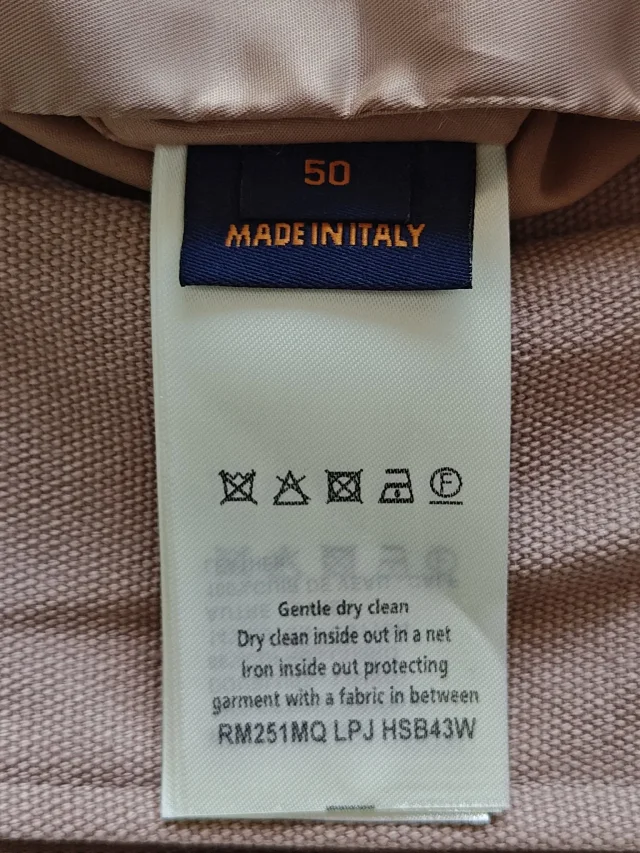 50
MADE IN ITALY
F
Gentle dry clean
Dry clean inside out in a net
Iron inside out protecting
garment with a fabric in between
RM251MQ LPJ HSB43W